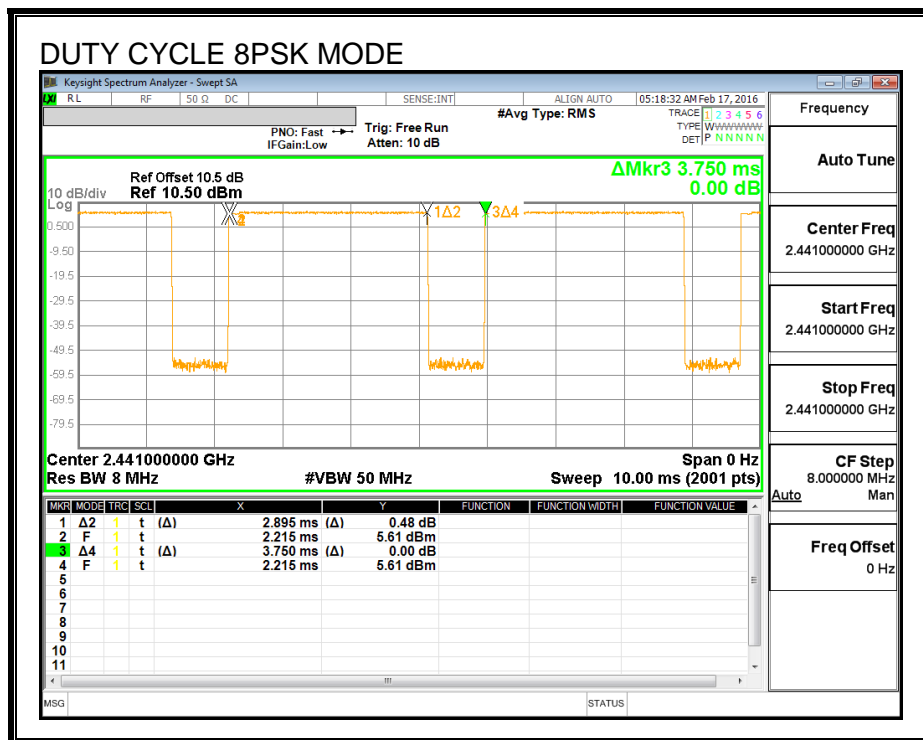 DUTY CYCLE 8PSK MODE
Keysight Spectrum Analyzer - Swept SA
LXI RL RF 50 Ω DC SENSE:INT ALIGN AUTO 05:18:32 AM Feb 17, 2016
Frequency
#Avg Type: RMS TRACE 1 2 3 4 5 6
PNO: Fast Trig: Free Run TYPE WWWWWW
IFGain:Low Atten: 10 dB DET P N N N N N
Auto Tune
ΔMkr3 3.750 ms
0.00 dB
Ref Offset 10.5 dB
10 dB/div Ref 10.50 dBm
Log
1Δ2 3Δ4
0.500
-9.50
-19.5
-29.5
-39.5
-49.5
-59.5
-69.5
-79.5
Center Freq
2.441000000 GHz
Start Freq
2.441000000 GHz
Stop Freq
2.441000000 GHz
Center 2.441000000 GHz Span 0 Hz
Res BW 8 MHz #VBW 50 MHz Sweep 10.00 ms (2001 pts)
CF Step
8.000000 MHz
Auto Man
Freq Offset
0 Hz
MKR MODE TRC SCL X Y FUNCTION FUNCTION WIDTH FUNCTION VALUE
1 Δ2 1 t (Δ) 2.895 ms (Δ) 0.48 dB
2 F 1 t 2.215 ms 5.61 dBm
3 Δ4 1 t (Δ) 3.750 ms (Δ) 0.00 dB
4 F 1 t 2.215 ms 5.61 dBm
5
6
7
8
9
10
11
MSG STATUS